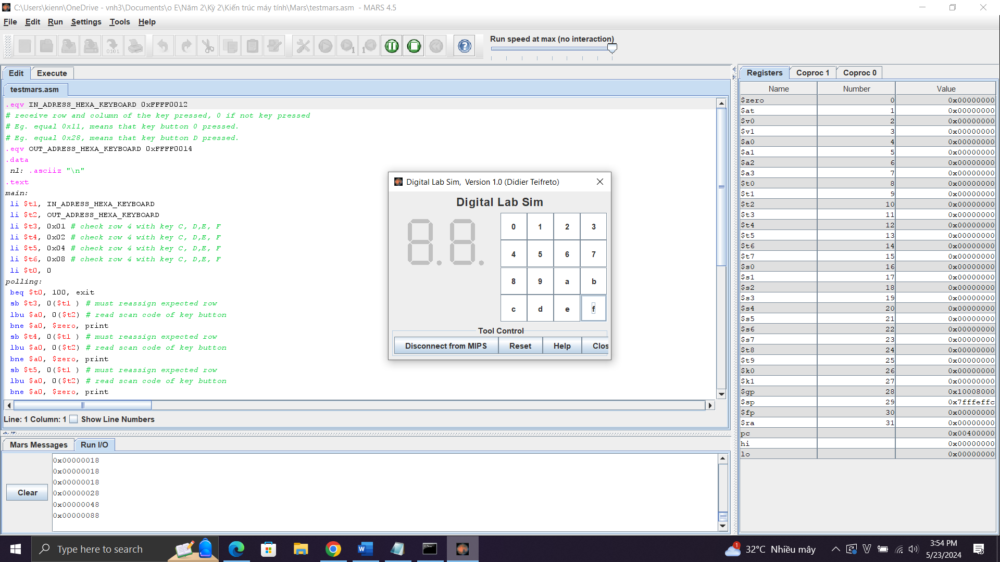 C:\Users\kienn\OneDrive - vnh3\Documents\o E\Năm 2\Kỳ 2\Kiến trúc máy tính\Mars\testmars.asm - MARS 4.5
File Edit Run Settings Tools Help
Run speed at max (no interaction)
Edit Execute
testmars.asm
.eqv IN_ADRESS_HEXA_KEYBOARD 0xFFFF0012
# receive row and column of the key pressed, 0 if not key pressed
# Eg. equal 0x11, means that key button 0 pressed.
# Eg. equal 0x28, means that key button D pressed.
.eqv OUT_ADRESS_HEXA_KEYBOARD 0xFFFF0014
.data
nl: .asciiz "\n"
.text
main:
li $t1, IN_ADRESS_HEXA_KEYBOARD
li $t2, OUT_ADRESS_HEXA_KEYBOARD
li $t3, 0x01 # check row 4 with key C, D,E, F
li $t4, 0x02 # check row 4 with key C, D,E, F
li $t5, 0x04 # check row 4 with key C, D,E, F
li $t6, 0x08 # check row 4 with key C, D,E, F
li $t0, 0
polling:
beq $t0, 100, exit
sb $t3, 0($t1 ) # must reassign expected row
lbu $a0, 0($t2) # read scan code of key button
bne $a0, $zero, print
sb $t4, 0($t1 ) # must reassign expected row
lbu $a0, 0($t2) # read scan code of key button
bne $a0, $zero, print
sb $t5, 0($t1 ) # must reassign expected row
lbu $a0, 0($t2) # read scan code of key button
bne $a0, $zero, print
Line: 1 Column: 1 Show Line Numbers
Digital Lab Sim, Version 1.0 (Didier Teifreto)
Digital Lab Sim
8.8.
0 1 2 3
4 5 6 7
8 9 a b
c d e f
Tool Control
Disconnect from MIPS Reset Help Clos
Mars Messages Run I/O
Clear
0x00000018
0x00000018
0x00000018
0x00000028
0x00000048
0x00000088
Registers Coproc 1 Coproc 0
Name Number Value
$zero 0 0x00000000
$at 1 0x00000000
$v0 2 0x00000000
$v1 3 0x00000000
$a0 4 0x00000000
$a1 5 0x00000000
$a2 6 0x00000000
$a3 7 0x00000000
$t0 8 0x00000000
$t1 9 0x00000000
$t2 10 0x00000000
$t3 11 0x00000000
$t4 12 0x00000000
$t5 13 0x00000000
$t6 14 0x00000000
$t7 15 0x00000000
$s0 16 0x00000000
$s1 17 0x00000000
$s2 18 0x00000000
$s3 19 0x00000000
$s4 20 0x00000000
$s5 21 0x00000000
$s6 22 0x00000000
$s7 23 0x00000000
$t8 24 0x00000000
$t9 25 0x00000000
$k0 26 0x00000000
$k1 27 0x00000000
$gp 28 0x10008000
$sp 29 0x7fffeffc
$fp 30 0x00000000
$ra 31 0x00000000
pc 0x00400000
hi 0x00000000
lo 0x00000000
Type here to search
1
32°C Nhiều mây
3:54 PM
5/23/2024